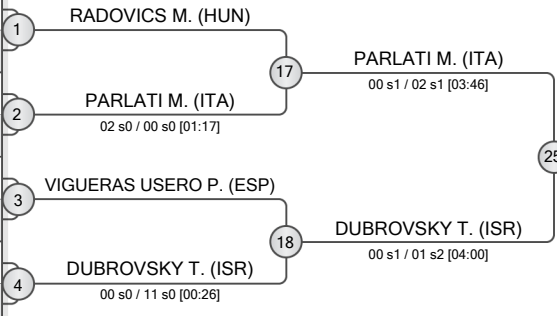 1
RADOVICS M. (HUN)
17
PARLATI M. (ITA)
00 s1 / 02 s1 [03:46]
2
PARLATI M. (ITA)
02 s0 / 00 s0 [01:17]
25
3
VIGUERAS USERO P. (ESP)
18
DUBROVSKY T. (ISR)
00 s1 / 01 s2 [04:00]
4
DUBROVSKY T. (ISR)
00 s0 / 11 s0 [00:26]